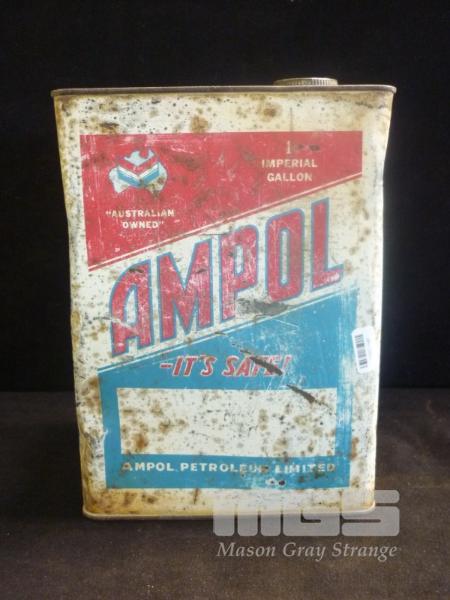 1
IMPERIAL
GALLON
"AUSTRALIAN
OWNED"
AMPOL
-IT'S SAFE!
AMPOL PETROLEUM LIMITED
MGS
Mason Gray Strange